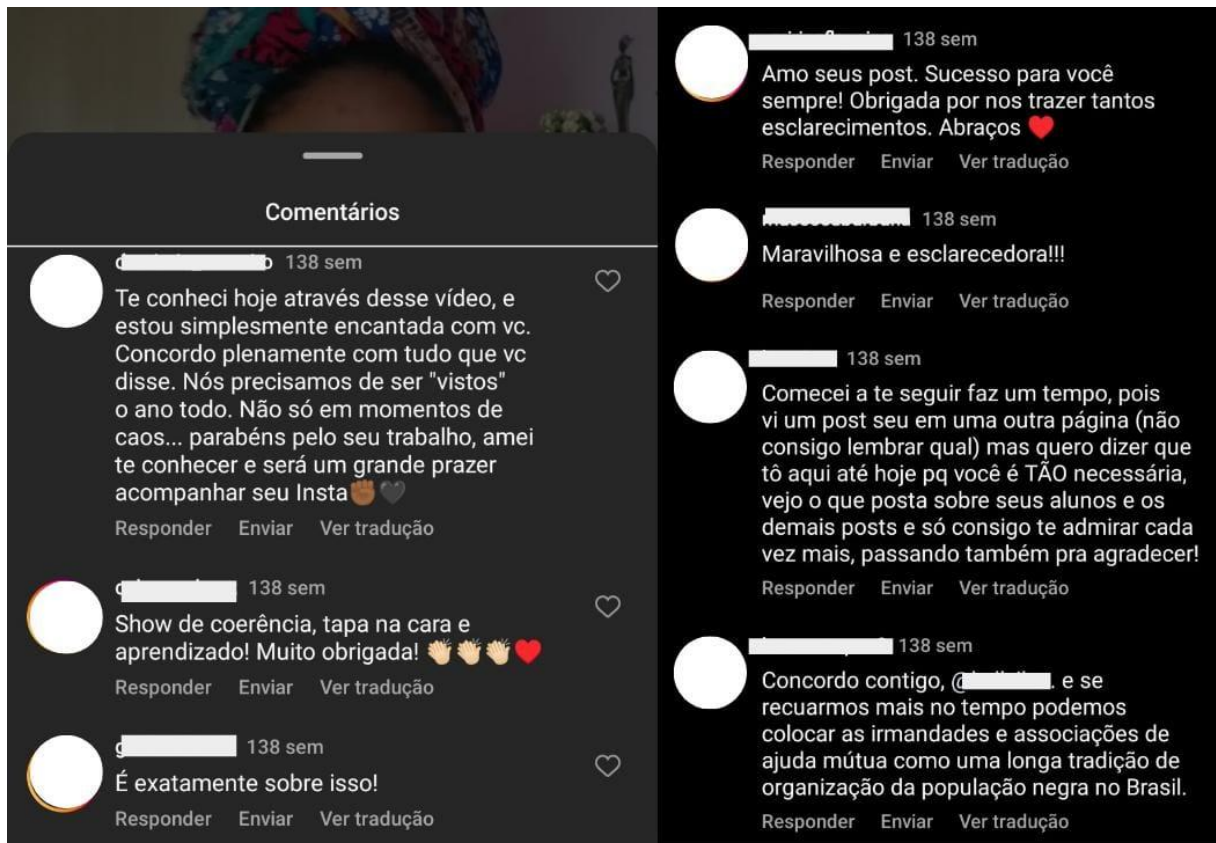 Comentários
138 sem
Te conheci hoje através desse vídeo, e
estou simplesmente encantada com vc.
Concordo plenamente com tudo que vc
disse. Nós precisamos de ser "vistos"
o ano todo. Não só em momentos de
caos... parabéns pelo seu trabalho, amei
te conhecer e será um grande prazer
acompanhar seu Insta✊🏾🖤
Responder Enviar Ver tradução
138 sem
Show de coerência, tapa na cara e
aprendizado! Muito obrigada! 👏🏻👏🏻👏🏻♥️
Responder Enviar Ver tradução
138 sem
É exatamente sobre isso!
Responder Enviar Ver tradução
138 sem
Amo seus post. Sucesso para você
sempre! Obrigada por nos trazer tantos
esclarecimentos. Abraços ♥️
Responder Enviar Ver tradução
138 sem
Maravilhosa e esclarecedora!!!
Responder Enviar Ver tradução
138 sem
Comecei a te seguir faz um tempo, pois
vi um post seu em uma outra página (não
consigo lembrar qual) mas quero dizer que
tô aqui até hoje pq você é TÃO necessária,
vejo o que posta sobre seus alunos e os
demais posts e só consigo te admirar cada
vez mais, passando também pra agradecer!
Responder Enviar Ver tradução
138 sem
Concordo contigo, @ . e se
recuarmos mais no tempo podemos
colocar as irmandades e associações de
ajuda mútua como uma longa tradição de
organização da população negra no Brasil.
Responder Enviar Ver tradução